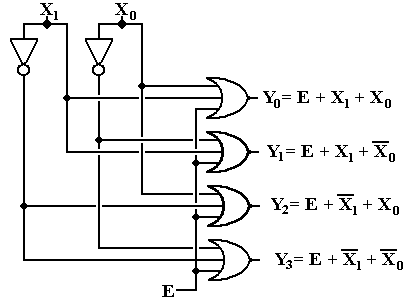 X₁ X₀
Y₀= E + X₁ + X₀
Y₁= E + X₁ + X̅₀
Y₂= E + X̅₁ + X₀
Y₃= E + X̅₁ + X̅₀
E